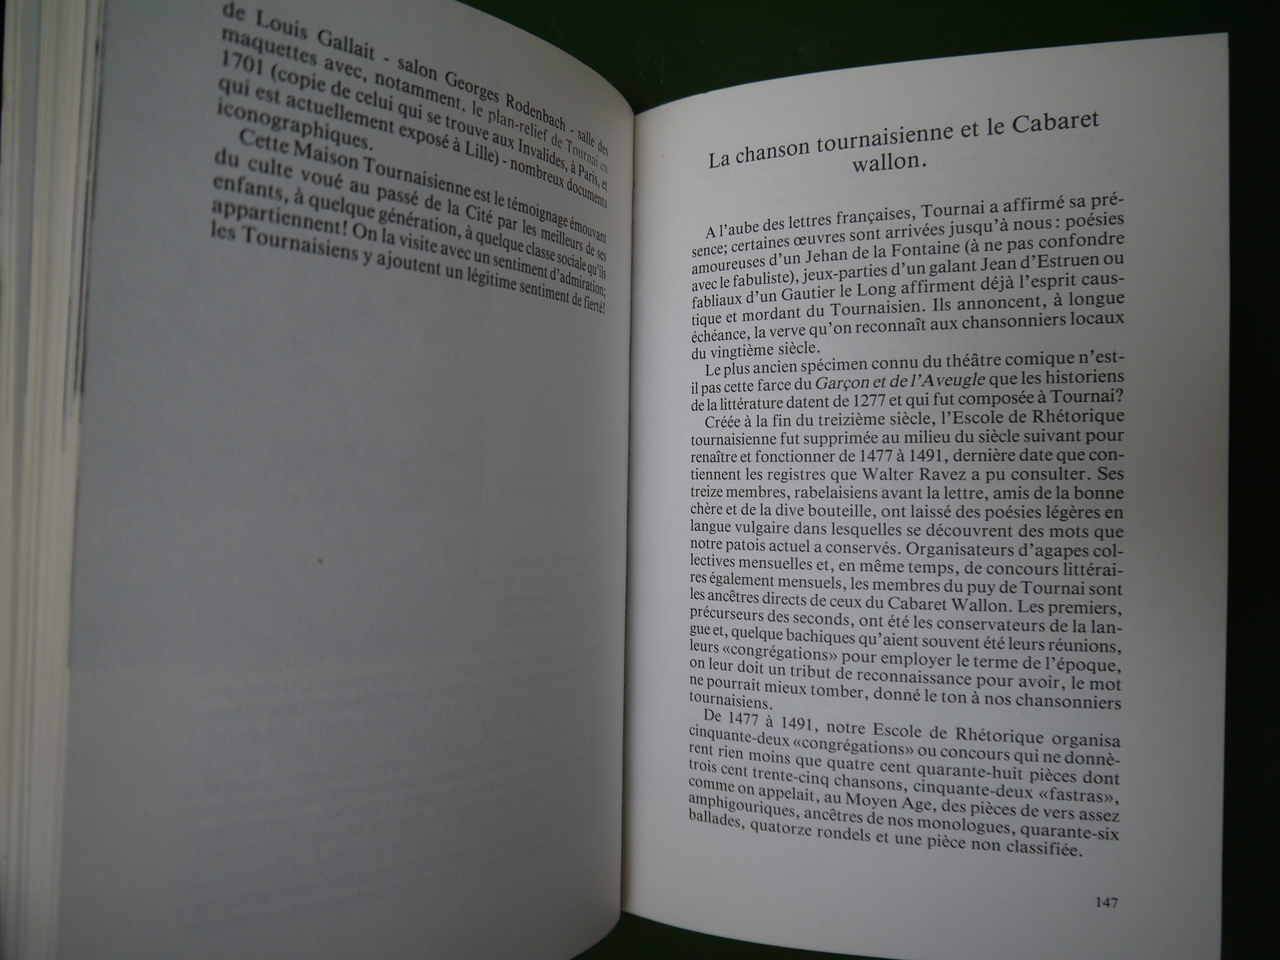 de Louis Gallait - salon Georges Rodenbach - salle des
maquettes avec, notamment, le plan-relief de Tournai en
1701 (copie de celui qui se trouve aux Invalides, à Paris, et
qui est actuellement exposé à Lille) - nombreux documents
iconographiques.
Cette Maison Tournaisienne est le témoignage émouvant
du culte voué au passé de la Cité par les meilleurs de ses
enfants, à quelque génération, à quelque classe sociale qu'ils
appartiennent! On la visite avec un sentiment d'admiration;
les Tournaisiens y ajoutent un légitime sentiment de fierté!
La chanson tournaisienne et le Cabaret
wallon.
A l'aube des lettres françaises, Tournai a affirmé sa pré-
sence; certaines œuvres sont arrivées jusqu'à nous : poésies
amoureuses d'un Jehan de la Fontaine (à ne pas confondre
avec le fabuliste), jeux-parties d'un galant Jean d'Estruen ou
fabliaux d'un Gautier le Long affirment déjà l'esprit caus-
tique et mordant du Tournaisien. Ils annoncent, à longue
échéance, la verve qu'on reconnaît aux chansonniers locaux
du vingtième siècle.
Le plus ancien spécimen connu du théâtre comique n'est-
il pas cette farce du Garçon et de l'Aveugle que les historiens
de la littérature datent de 1277 et qui fut composée à Tournai?
Créée à la fin du treizième siècle, l'Escole de Rhétorique
tournaisienne fut supprimée au milieu du siècle suivant pour
renaître et fonctionner de 1477 à 1491, dernière date que con-
tiennent les registres que Walter Ravez a pu consulter. Ses
treize membres, rabelaisiens avant la lettre, amis de la bonne
chère et de la dive bouteille, ont laissé des poésies légères en
langue vulgaire dans lesquelles se découvrent des mots que
notre patois actuel a conservés. Organisateurs d'agapes col-
lectives mensuelles et, en même temps, de concours littérai-
res également mensuels, les membres du puy de Tournai sont
les ancêtres directs de ceux du Cabaret Wallon. Les premiers,
précurseurs des seconds, ont été les conservateurs de la lan-
gue et, quelque bachiques qu'aient souvent été leurs réunions,
leurs «congrégations» pour employer le terme de l'époque,
on leur doit un tribut de reconnaissance pour avoir, le mot
ne pourrait mieux tomber, donné le ton à nos chansonniers
tournaisiens.
De 1477 à 1491, notre Escole de Rhétorique organisa
cinquante-deux «congrégations» ou concours qui ne donnè-
rent rien moins que quatre cent quarante-huit pièces dont
trois cent trente-cinq chansons, cinquante-deux «fastras»,
comme on appelait, au Moyen Age, des pièces de vers assez
amphigouriques, ancêtres de nos monologues, quarante-six
ballades, quatorze rondels et une pièce non classifiée.
147